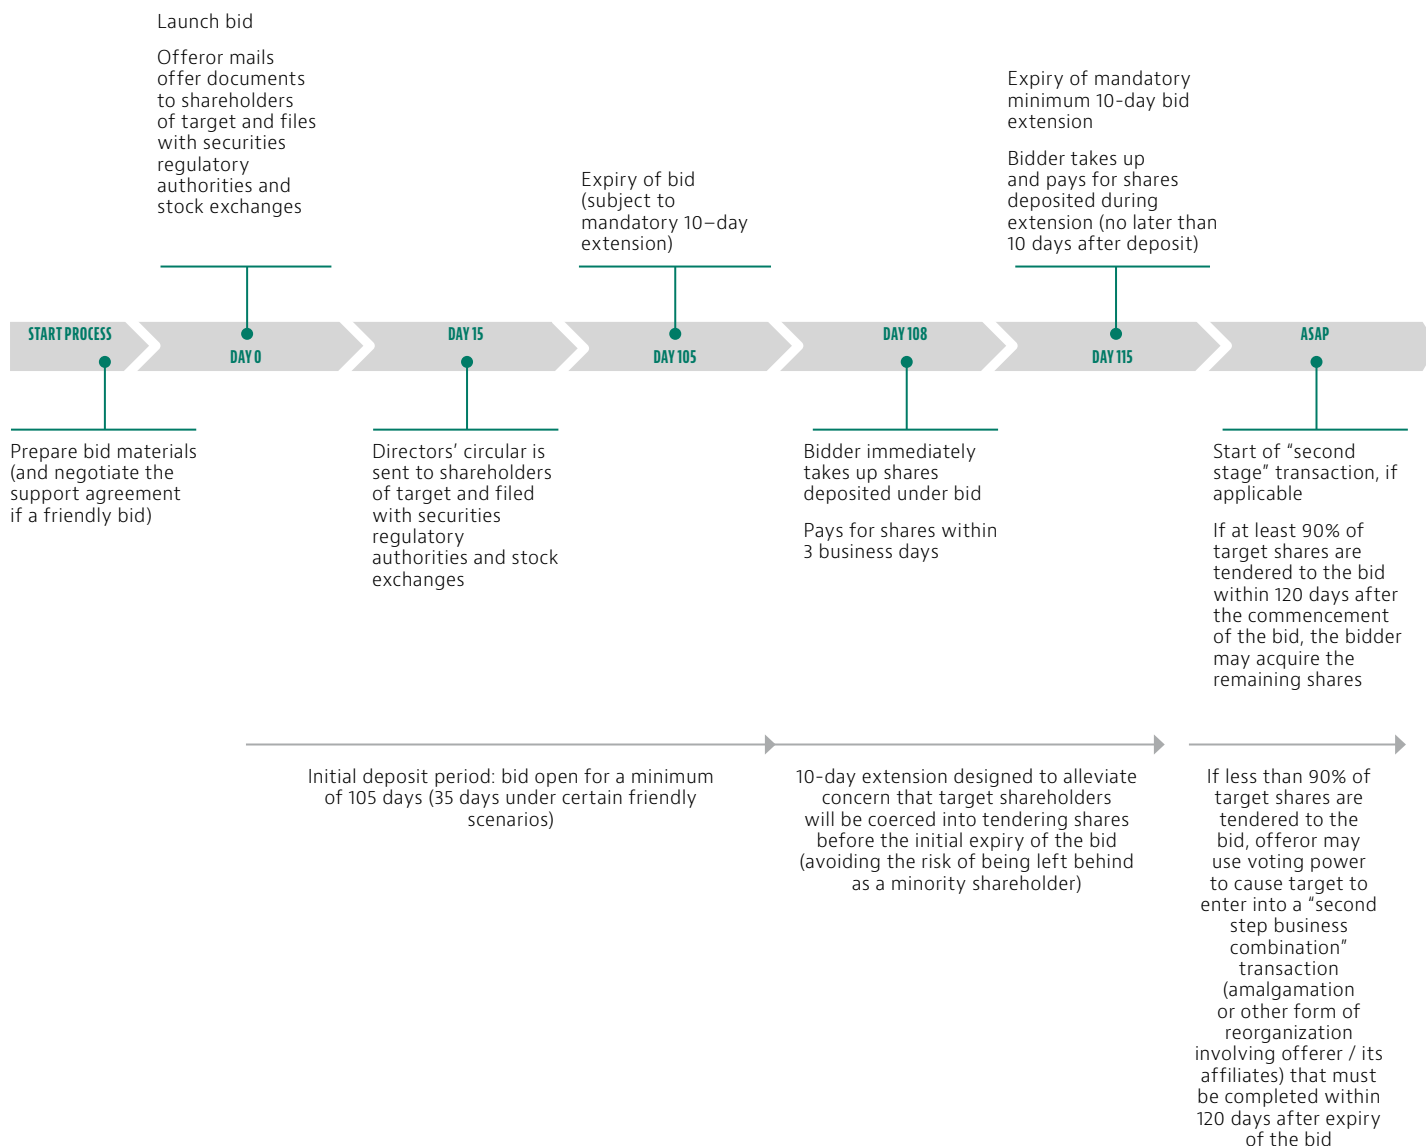 Launch bid
Offeror mails
offer documents
to shareholders
of target and files
with securities
regulatory
authorities and
stock exchanges
Expiry of bid
(subject to
mandatory 10–day
extension)
Expiry of mandatory
minimum 10-day bid
extension
Bidder takes up
and pays for shares
deposited during
extension (no later than
10 days after deposit)
START PROCESS
DAY 0
DAY 15
DAY 105
DAY 108
DAY 115
ASAP
Prepare bid materials
(and negotiate the
support agreement
if a friendly bid)
Directors’ circular is
sent to shareholders
of target and filed
with securities
regulatory
authorities and stock
exchanges
Bidder immediately
takes up shares
deposited under bid
Pays for shares within
3 business days
Start of “second
stage” transaction, if
applicable
If at least 90% of
target shares are
tendered to the bid
within 120 days after
the commencement
of the bid, the bidder
may acquire the
remaining shares
Initial deposit period: bid open for a minimum
of 105 days (35 days under certain friendly
scenarios)
10-day extension designed to alleviate
concern that target shareholders
will be coerced into tendering shares
before the initial expiry of the bid
(avoiding the risk of being left behind
as a minority shareholder)
If less than 90% of
target shares are
tendered to the
bid, offeror may
use voting power
to cause target to
enter into a “second
step business
combination”
transaction
(amalgamation
or other form of
reorganization
involving offerer / its
affiliates) that must
be completed within
120 days after expiry
of the bid